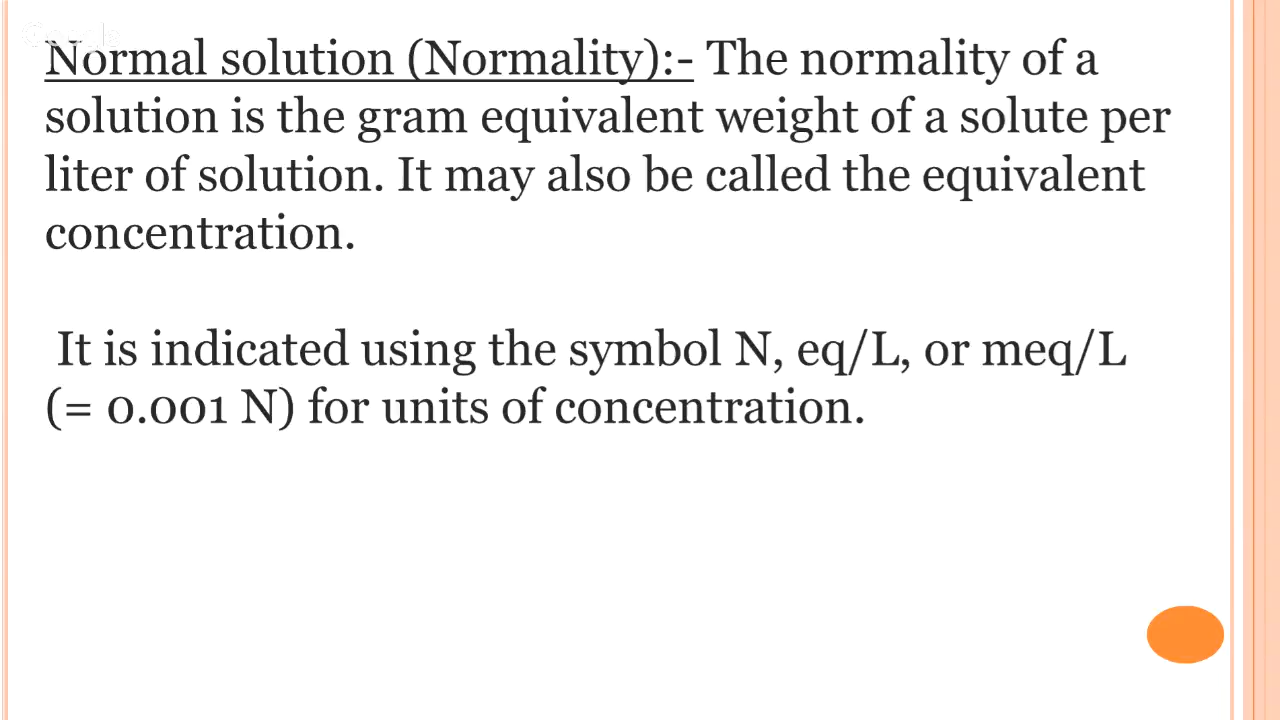 Google
Normal solution (Normality):- The normality of a
solution is the gram equivalent weight of a solute per
liter of solution. It may also be called the equivalent
concentration.
It is indicated using the symbol N, eq/L, or meq/L
(= 0.001 N) for units of concentration.